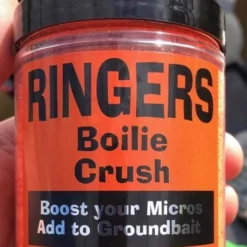 RINGERS
Boilie
Crush
Boost your Micros
Add to Groundbait